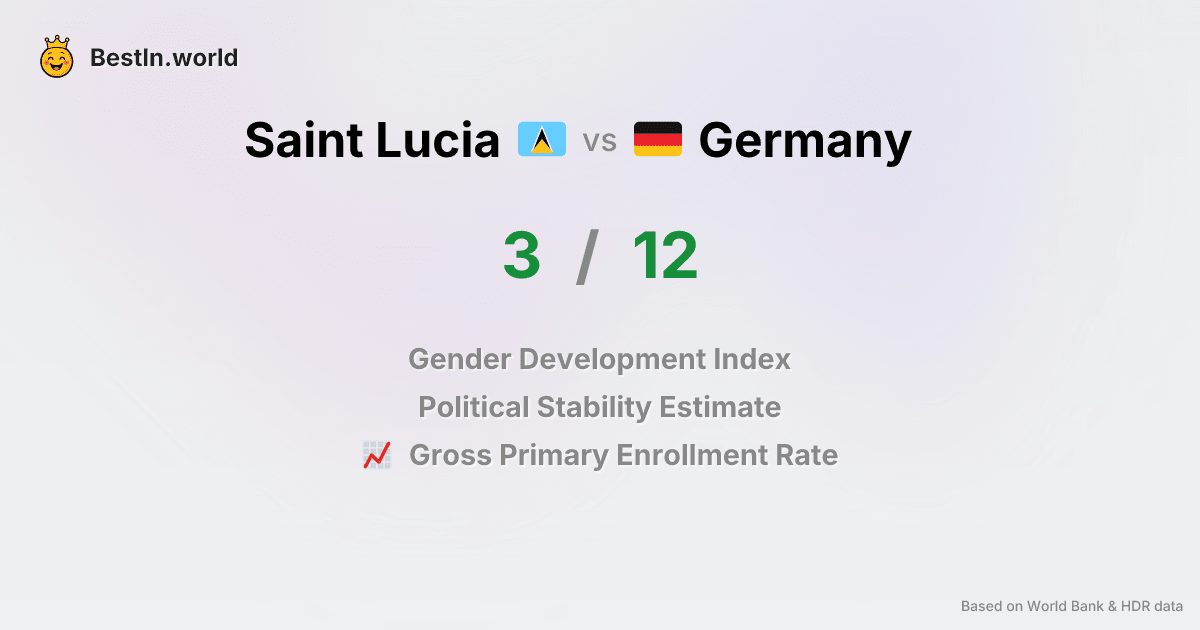 BestIn.world
Saint Lucia vs Germany
3 / 12
Gender Development Index
Political Stability Estimate
Gross Primary Enrollment Rate
Based on World Bank & HDR data